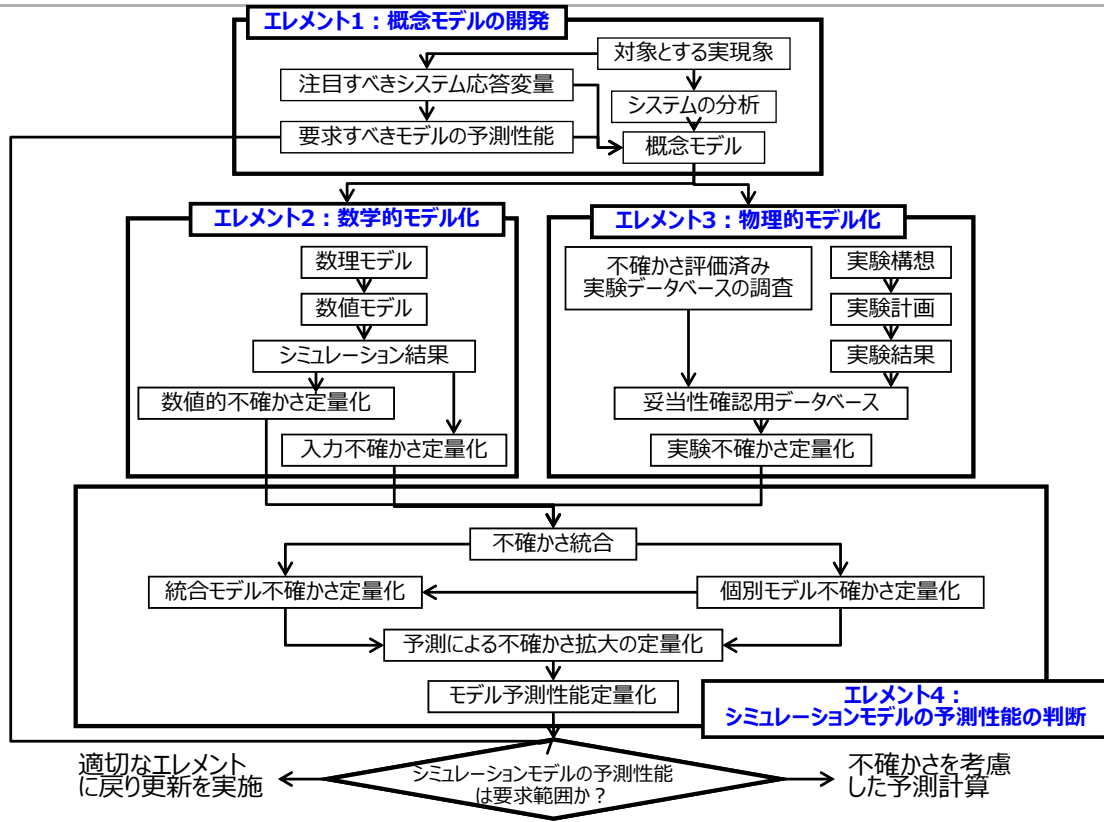 エレメント1：概念モデルの開発
対象とする実現象
注目すべきシステム応答変量
システムの分析
要求すべきモデルの予測性能
概念モデル
エレメント2：数学的モデル化
数理モデル
数値モデル
シミュレーション結果
数値的不確かさ定量化
入力不確かさ定量化
エレメント3：物理的モデル化
不確かさ評価済み
実験データベースの調査
実験構想
実験計画
実験結果
妥当性確認用データベース
実験不確かさ定量化
不確かさ統合
統合モデル不確かさ定量化
個別モデル不確かさ定量化
予測による不確かさ拡大の定量化
モデル予測性能定量化
エレメント4：
シミュレーションモデルの予測性能の判断
適切なエレメント
に戻り更新を実施
シミュレーションモデルの予測性能
は要求範囲か？
不確かさを考慮
した予測計算